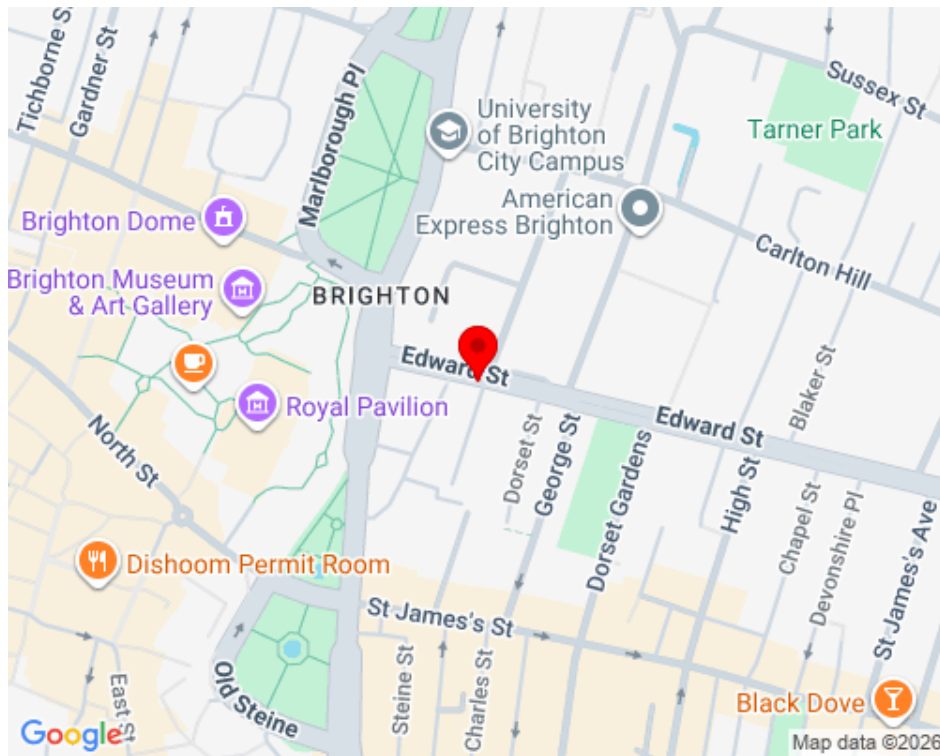 Tichborne St
Gardner St
Marlborough Pl
University
of Brighton
City Campus
Sussex St
Tarner Park
American
Express Brighton
Brighton Dome
Carlton Hill
Brighton Museum
& Art Gallery
BRIGHTON
Edward St
Blaker St
Royal Pavilion
Edward St
North St
Dorset St
George St
Dorset Gardens
High St
Chapel St
Devonshire Pl
St James's Ave
Dishoom Permit Room
St James's St
Old Steine
East St
Steine St
Charles St
Black Dove
Google
Map data ©2026